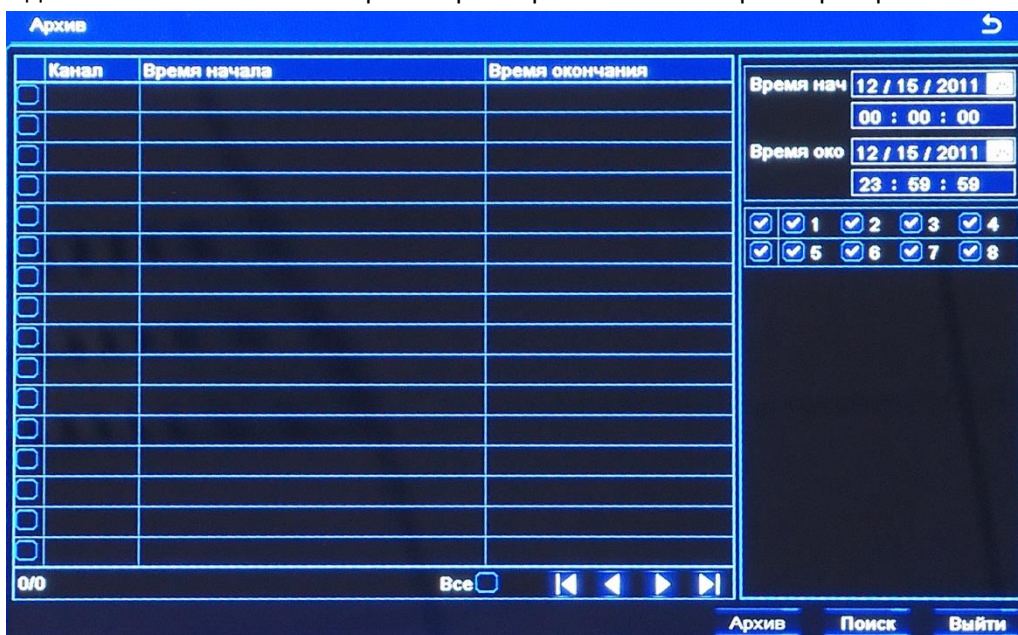 Архив
Канал Время начала Время окончания
Время нач 12 / 15 / 2011
00 : 00 : 00
Время око 12 / 15 / 2011
23 : 59 : 59
1 2 3 4
5 6 7 8
0/0 Все
Архив Поиск Выйти